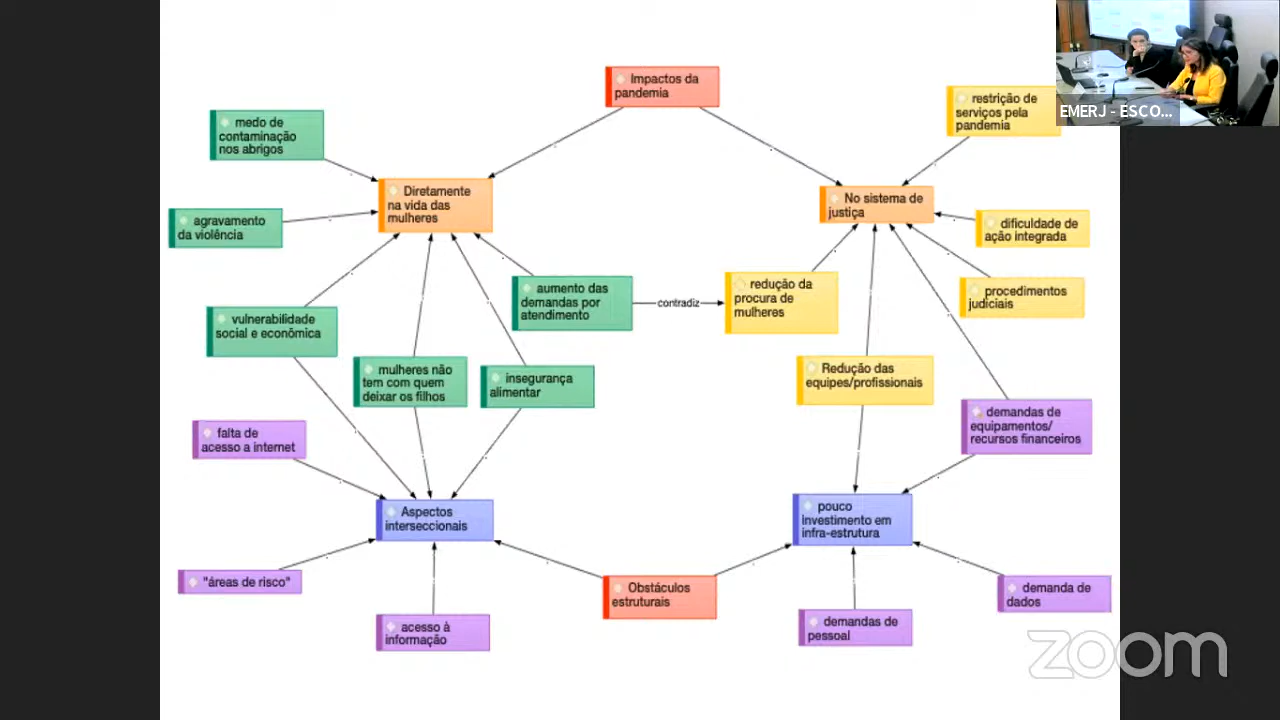 Impactos da
pandemia
restrição de
serviços pela
pandemia
EMERJ - ESCO...
medo de
contaminação
nos abrigos
Diretamente
na vida das
mulheres
No sistema de
justiça
agravamento
da violência
dificuldade de
ação integrada
aumento das
demandas por
atendimento
contradiz
redução da
procura de
mulheres
procedimentos
judiciais
vulnerabilidade
social e econômica
mulheres não
tem com quem
deixar os filhos
insegurança
alimentar
Redução das
equipes/profissionais
demandas de
equipamentos/
recursos financeiros
falta de
acesso a internet
Aspectos
interseccionais
pouco
investimento em
infra-estrutura
"áreas de risco"
Obstáculos
estruturais
demanda de
dados
acesso à
informação
demandas de
pessoal
zoom